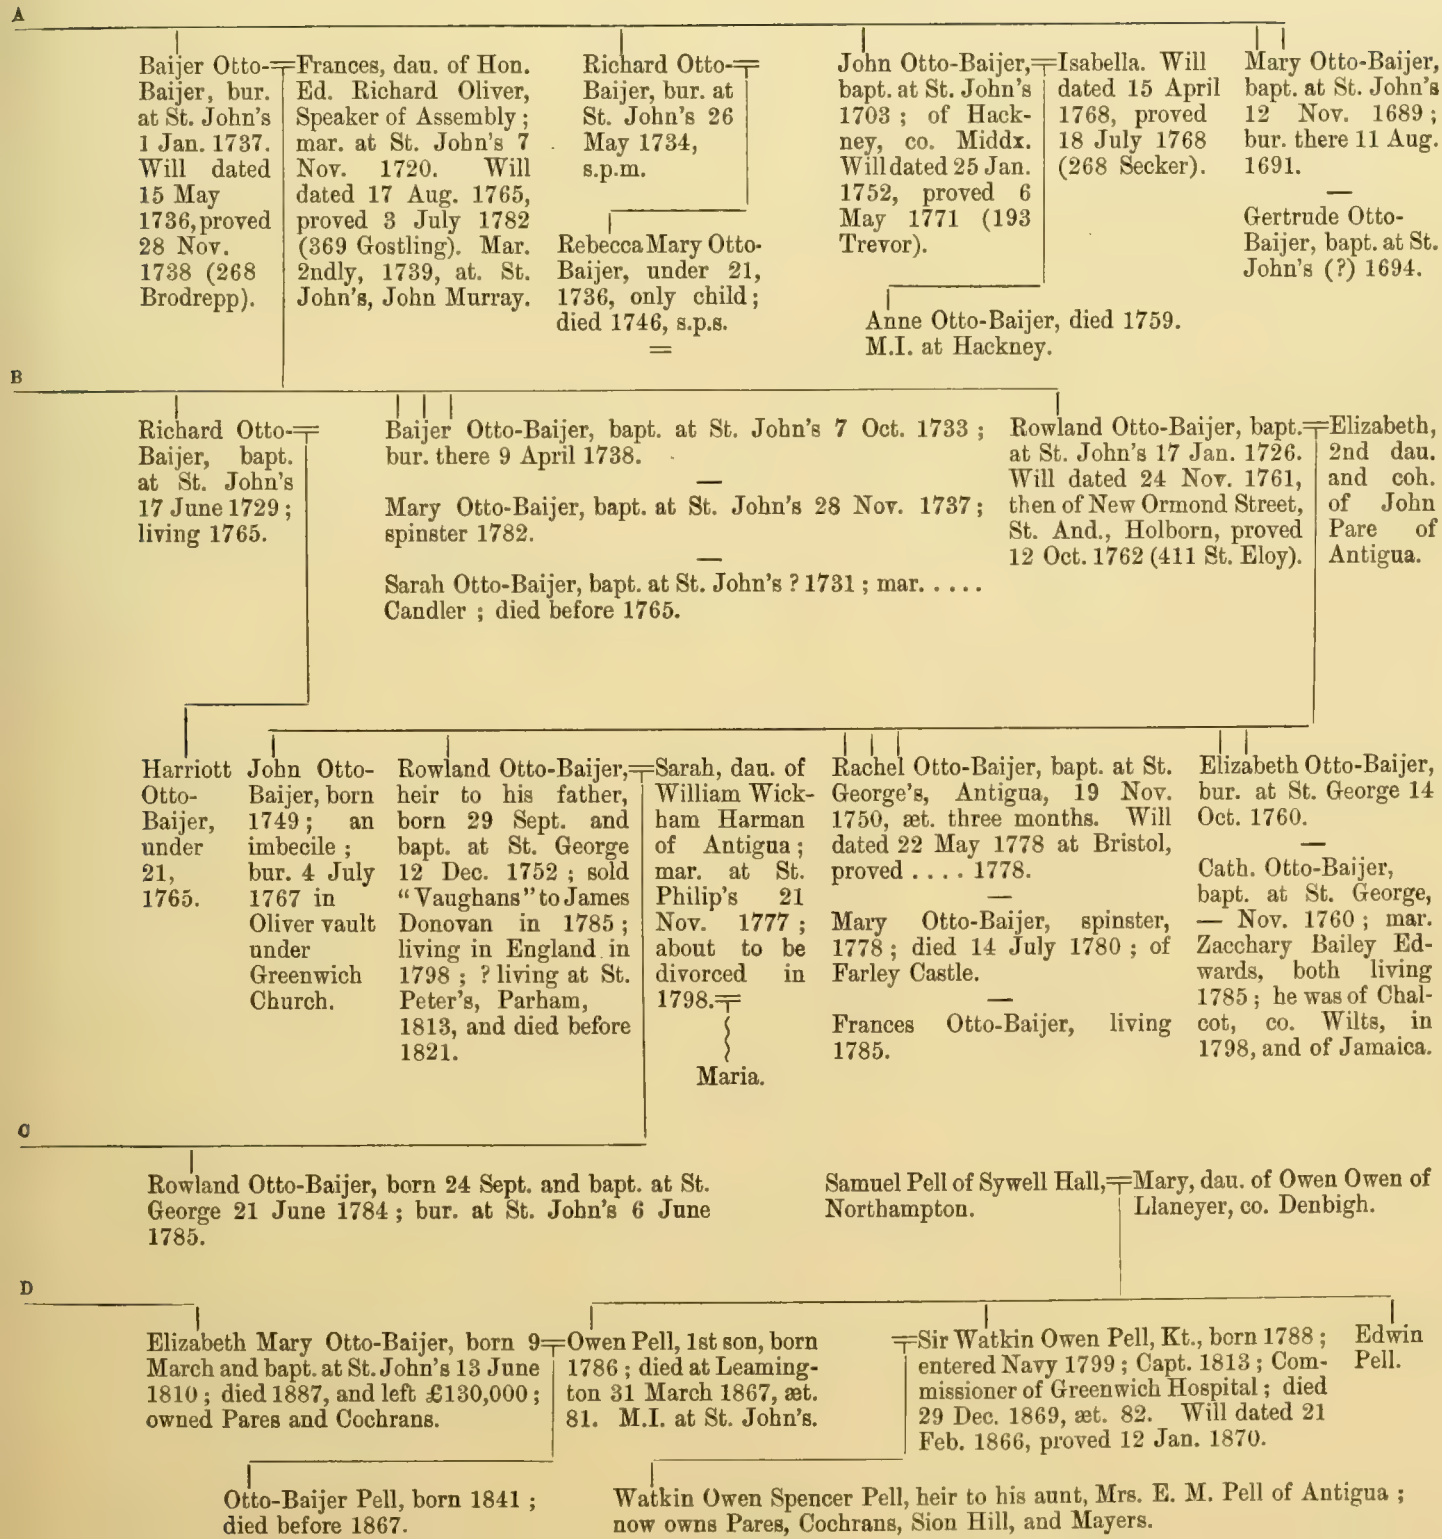 A
Baijer Otto-
Baijer, bur.
at St. John's
1 Jan. 1737.
Will dated
15 May
1736, proved
28 Nov.
1738 (268
Brodrepp).
Frances, dau. of Hon.
Ed. Richard Oliver,
Speaker of Assembly;
mar. at St. John's 7
Nov. 1720. Will
dated 17 Aug. 1765,
proved 3 July 1782
(369 Gostling). Mar.
2ndly, 1739, at. St.
John's, John Murray.
Richard Otto-
Baijer, bur. at
St. John's 26
May 1734,
s.p.m.
Rebecca Mary Otto-
Baijer, under 21,
1736, only child;
died 1746, s.p.s.
=
John Otto-Baijer,
bapt. at St. John's
1703; of Hack-
ney, co. Middx.
Will dated 25 Jan.
1752, proved 6
May 1771 (193
Trevor).
Isabella. Will
dated 15 April
1768, proved
18 July 1768
(268 Secker).
Anne Otto-Baijer, died 1759.
M.I. at Hackney.
Mary Otto-Baijer,
bapt. at St. John's
12 Nov. 1689;
bur. there 11 Aug.
1691.
—
Gertrude Otto-
Baijer, bapt. at St.
John's (?) 1694.
B
Richard Otto-
Baijer, bapt.
at St. John's
17 June 1729;
living 1765.
Baijer Otto-Baijer, bapt. at St. John's 7 Oct. 1733;
bur. there 9 April 1738.
—
Mary Otto-Baijer, bapt. at St. John's 28 Nov. 1737;
spinster 1782.
—
Sarah Otto-Baijer, bapt. at St. John's ? 1731; mar. . . . .
Candler; died before 1765.
Rowland Otto-Baijer, bapt.
at St. John's 17 Jan. 1726.
Will dated 24 Nov. 1761,
then of New Ormond Street,
St. And., Holborn, proved
12 Oct. 1762 (411 St. Eloy).
Elizabeth,
2nd dau.
and coh.
of John
Pare of
Antigua.
Harriott
Otto-
Baijer,
under
21,
1765.
John Otto-
Baijer, born
1749; an
imbecile;
bur. 4 July
1767 in
Oliver vault
under
Greenwich
Church.
Rowland Otto-Baijer,
heir to his father,
born 29 Sept. and
bapt. at St. George
12 Dec. 1752; sold
"Vaughans" to James
Donovan in 1785;
living in England in
1798; ? living at St.
Peter's, Parham,
1813, and died before
1821.
Sarah, dau. of
William Wick-
ham Harman
of Antigua;
mar. at St.
Philip's 21
Nov. 1777;
about to be
divorced in
1798.
Maria.
Rachel Otto-Baijer, bapt. at St.
George's, Antigua, 19 Nov.
1750, æt. three months. Will
dated 22 May 1778 at Bristol,
proved . . . . 1778.
—
Mary Otto-Baijer, spinster,
1778; died 14 July 1780; of
Farley Castle.
—
Frances Otto-Baijer, living
1785.
Elizabeth Otto-Baijer,
bur. at St. George 14
Oct. 1760.
—
Cath. Otto-Baijer,
bapt. at St. George,
— Nov. 1760; mar.
Zacchary Bailey Ed-
wards, both living
1785; he was of Chal-
cot, co. Wilts, in
1798, and of Jamaica.
C
Rowland Otto-Baijer, born 24 Sept. and bapt. at St.
George 21 June 1784; bur. at St. John's 6 June
1785.
Samuel Pell of Sywell Hall,
Northampton.
Mary, dau. of Owen Owen of
Llaneyer, co. Denbigh.
D
Elizabeth Mary Otto-Baijer, born 9
March and bapt. at St. John's 13 June
1810; died 1887, and left £130,000;
owned Pares and Cochrans.
Owen Pell, 1st son, born
1786; died at Leaming-
ton 31 March 1867, æt.
81. M.I. at St. John's.
Sir Watkin Owen Pell, Kt., born 1788;
entered Navy 1799; Capt. 1813; Com-
missioner of Greenwich Hospital; died
29 Dec. 1869, æt. 82. Will dated 21
Feb. 1866, proved 12 Jan. 1870.
Edwin
Pell.
Otto-Baijer Pell, born 1841;
died before 1867.
Watkin Owen Spencer Pell, heir to his aunt, Mrs. E. M. Pell of Antigua;
now owns Pares, Cochrans, Sion Hill, and Mayers.